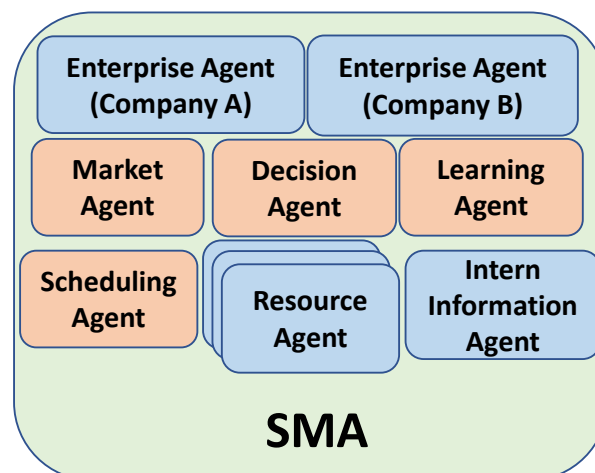 Enterprise Agent
(Company A)
Enterprise Agent
(Company B)
Market
Agent
Decision
Agent
Learning
Agent
Scheduling
Agent
Resource
Agent
Intern
Information
Agent
SMA